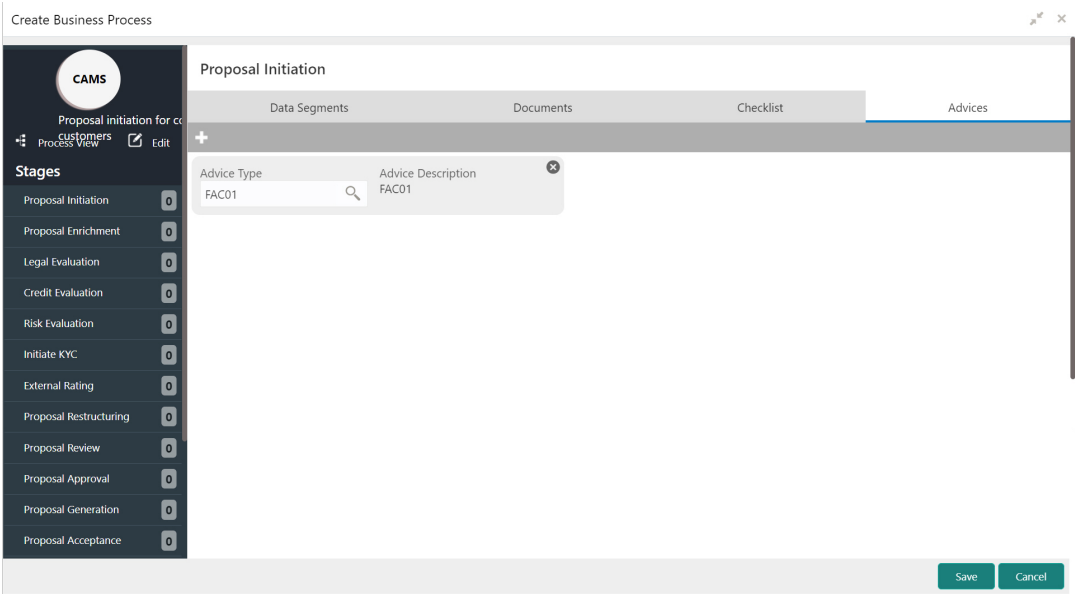 Create Business Process
CAMS
Proposal initiation for co
customers
Process View
Edit
Stages
Proposal Initiation 0
Proposal Enrichment 0
Legal Evaluation 0
Credit Evaluation 0
Risk Evaluation 0
Initiate KYC 0
External Rating 0
Proposal Restructuring 0
Proposal Review 0
Proposal Approval 0
Proposal Generation 0
Proposal Acceptance 0
Proposal Initiation
Data Segments Documents Checklist Advices
Advice Type Advice Description
FAC01 FAC01
Save Cancel